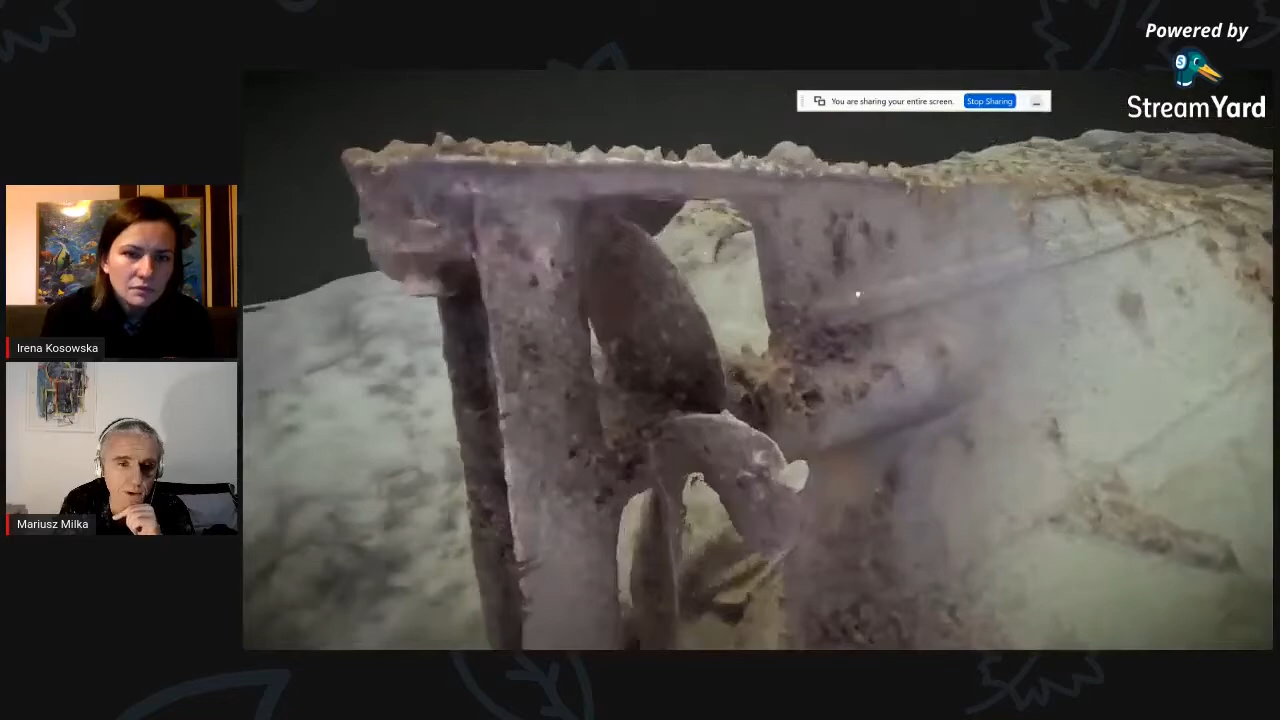 Powered by
StreamYard
You are sharing your entire screen.
Stop Sharing
Irena Kosowska
Mariusz Milka